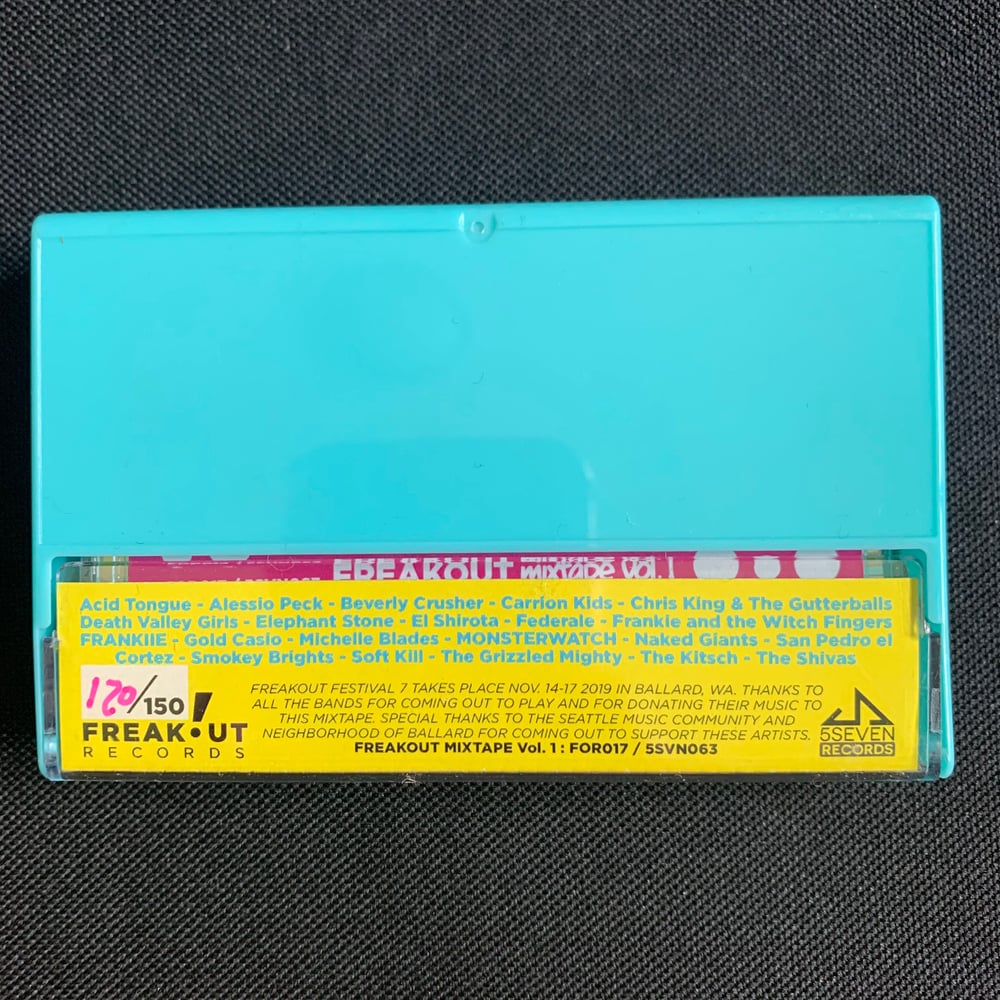 FREAKOUT mixtape Vol. 1
Acid Tongue - Alessio Peck - Beverly Crusher - Carrion Kids - Chris King & The Gutterballs
Death Valley Girls - Elephant Stone - El Shirota - Federale - Frankie and the Witch Fingers
FRANKIIE - Gold Casio - Michelle Blades - MONSTERWATCH - Naked Giants - San Pedro el
Cortez - Smokey Brights - Soft Kill - The Grizzled Mighty - The Kitsch - The Shivas
120/150
FREAK!UT
RECORDS
FREAKOUT FESTIVAL 7 TAKES PLACE NOV. 14-17 2019 IN BALLARD, WA. THANKS TO
ALL THE BANDS FOR COMING OUT TO PLAY AND FOR DONATING THEIR MUSIC TO
THIS MIXTAPE. SPECIAL THANKS TO THE SEATTLE MUSIC COMMUNITY AND
NEIGHBORHOOD OF BALLARD FOR COMING OUT TO SUPPORT THESE ARTISTS.
FREAKOUT MIXTAPE Vol. 1 : FOR017 / 5SVN063
5SEVEN
RECORDS